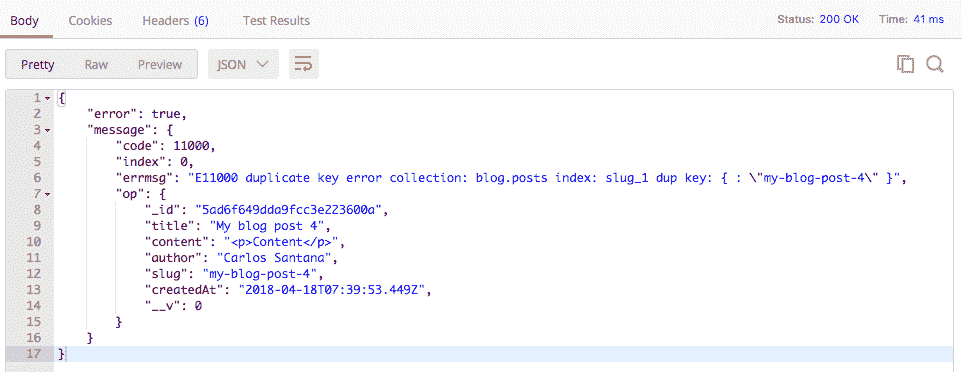 Body Cookies Headers (6) Test Results Status: 200 OK Time: 41 ms
Pretty Raw Preview JSON
1 {
2 "error": true,
3 "message": {
4 "code": 11000,
5 "index": 0,
6 "errmsg": "E11000 duplicate key error collection: blog.posts index: slug_1 dup key: { : \"my-blog-post-4\" }",
7 "op": {
8 "_id": "5ad6f649dda9fcc3e223600a",
9 "title": "My blog post 4",
10 "content": "<p>Content</p>",
11 "author": "Carlos Santana",
12 "slug": "my-blog-post-4",
13 "createdAt": "2018-04-18T07:39:53.449Z",
14 "__v": 0
15 }
16 }
17 }